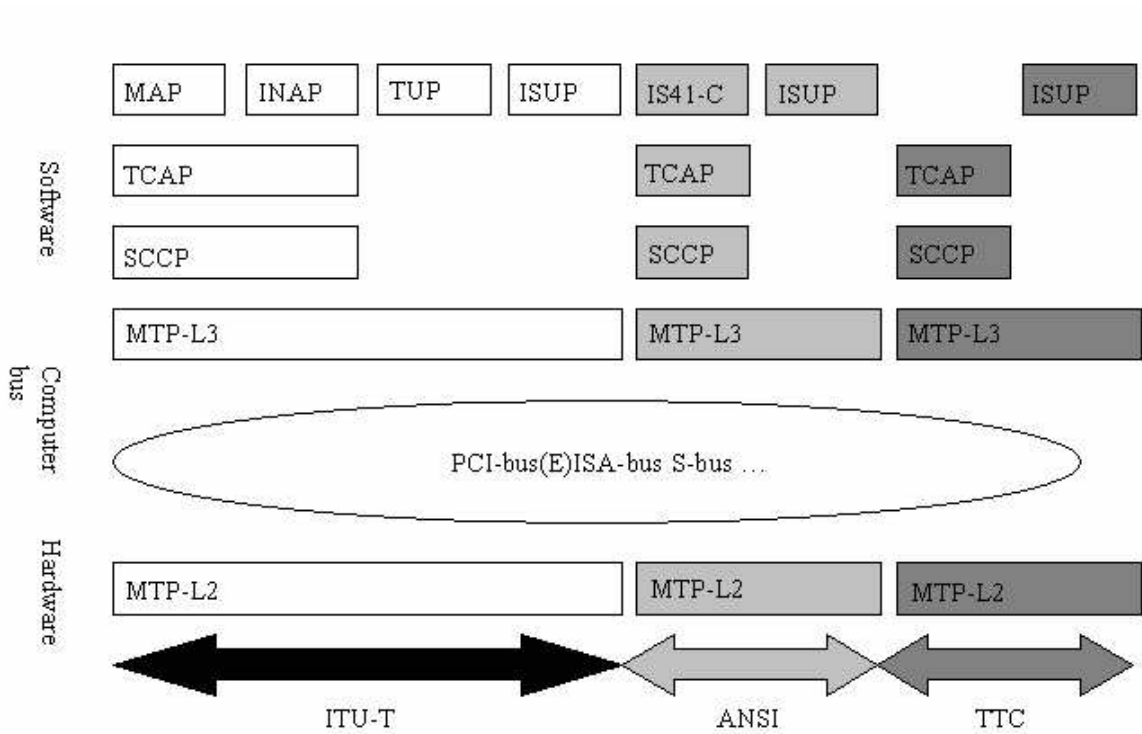 MAP INAP TUP ISUP IS41-C ISUP ISUP
Software
TCAP TCAP TCAP
SCCP SCCP SCCP
MTP-L3 MTP-L3 MTP-L3
Computer
bus
PCI-bus(E)ISA-bus S-bus ...
Hardware
MTP-L2 MTP-L2 MTP-L2
ITU-T ANSI TTC